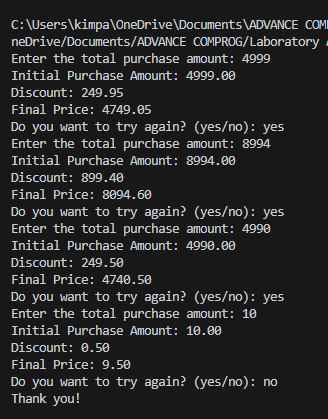 C:\Users\kimpa\OneDrive\Documents\ADVANCE COM
neDrive/Documents/ADVANCE COMPROG/Laboratory
Enter the total purchase amount: 4999
Initial Purchase Amount: 4999.00
Discount: 249.95
Final Price: 4749.05
Do you want to try again? (yes/no): yes
Enter the total purchase amount: 8994
Initial Purchase Amount: 8994.00
Discount: 899.40
Final Price: 8094.60
Do you want to try again? (yes/no): yes
Enter the total purchase amount: 4990
Initial Purchase Amount: 4990.00
Discount: 249.50
Final Price: 4740.50
Do you want to try again? (yes/no): yes
Enter the total purchase amount: 10
Initial Purchase Amount: 10.00
Discount: 0.50
Final Price: 9.50
Do you want to try again? (yes/no): no
Thank you!